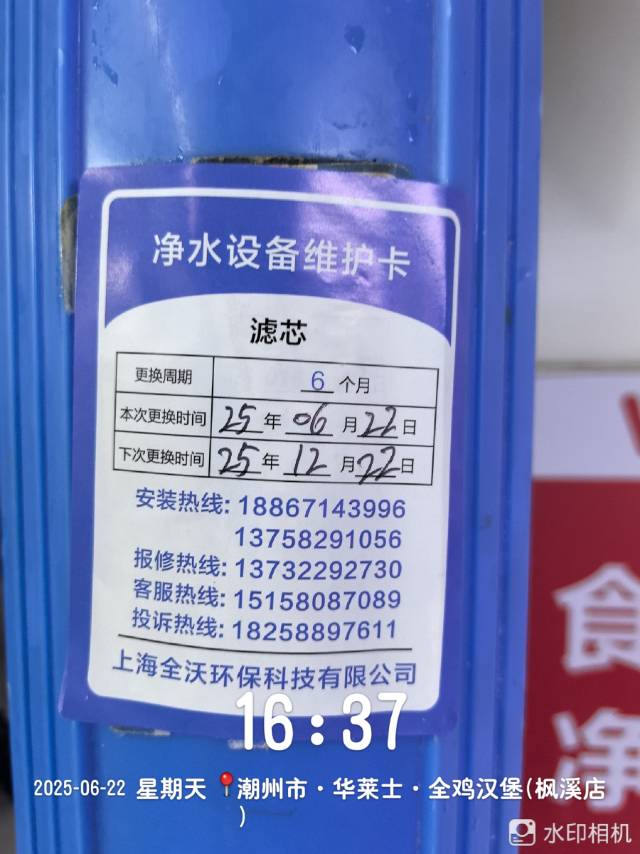 净水设备维护卡
滤芯
更换周期 6 个月
本次更换时间 25 年 06 月 22 日
下次更换时间 25 年 12 月 22 日
安装热线: 18867143996
13758291056
报修热线: 13732292730
客服热线: 15158087089
投诉热线: 18258897611
上海全沃环保科技有限公司
食
净
16:37
2025-06-22 星期天 📍潮州市·华莱士·全鸡汉堡(枫溪店
)
水印相机